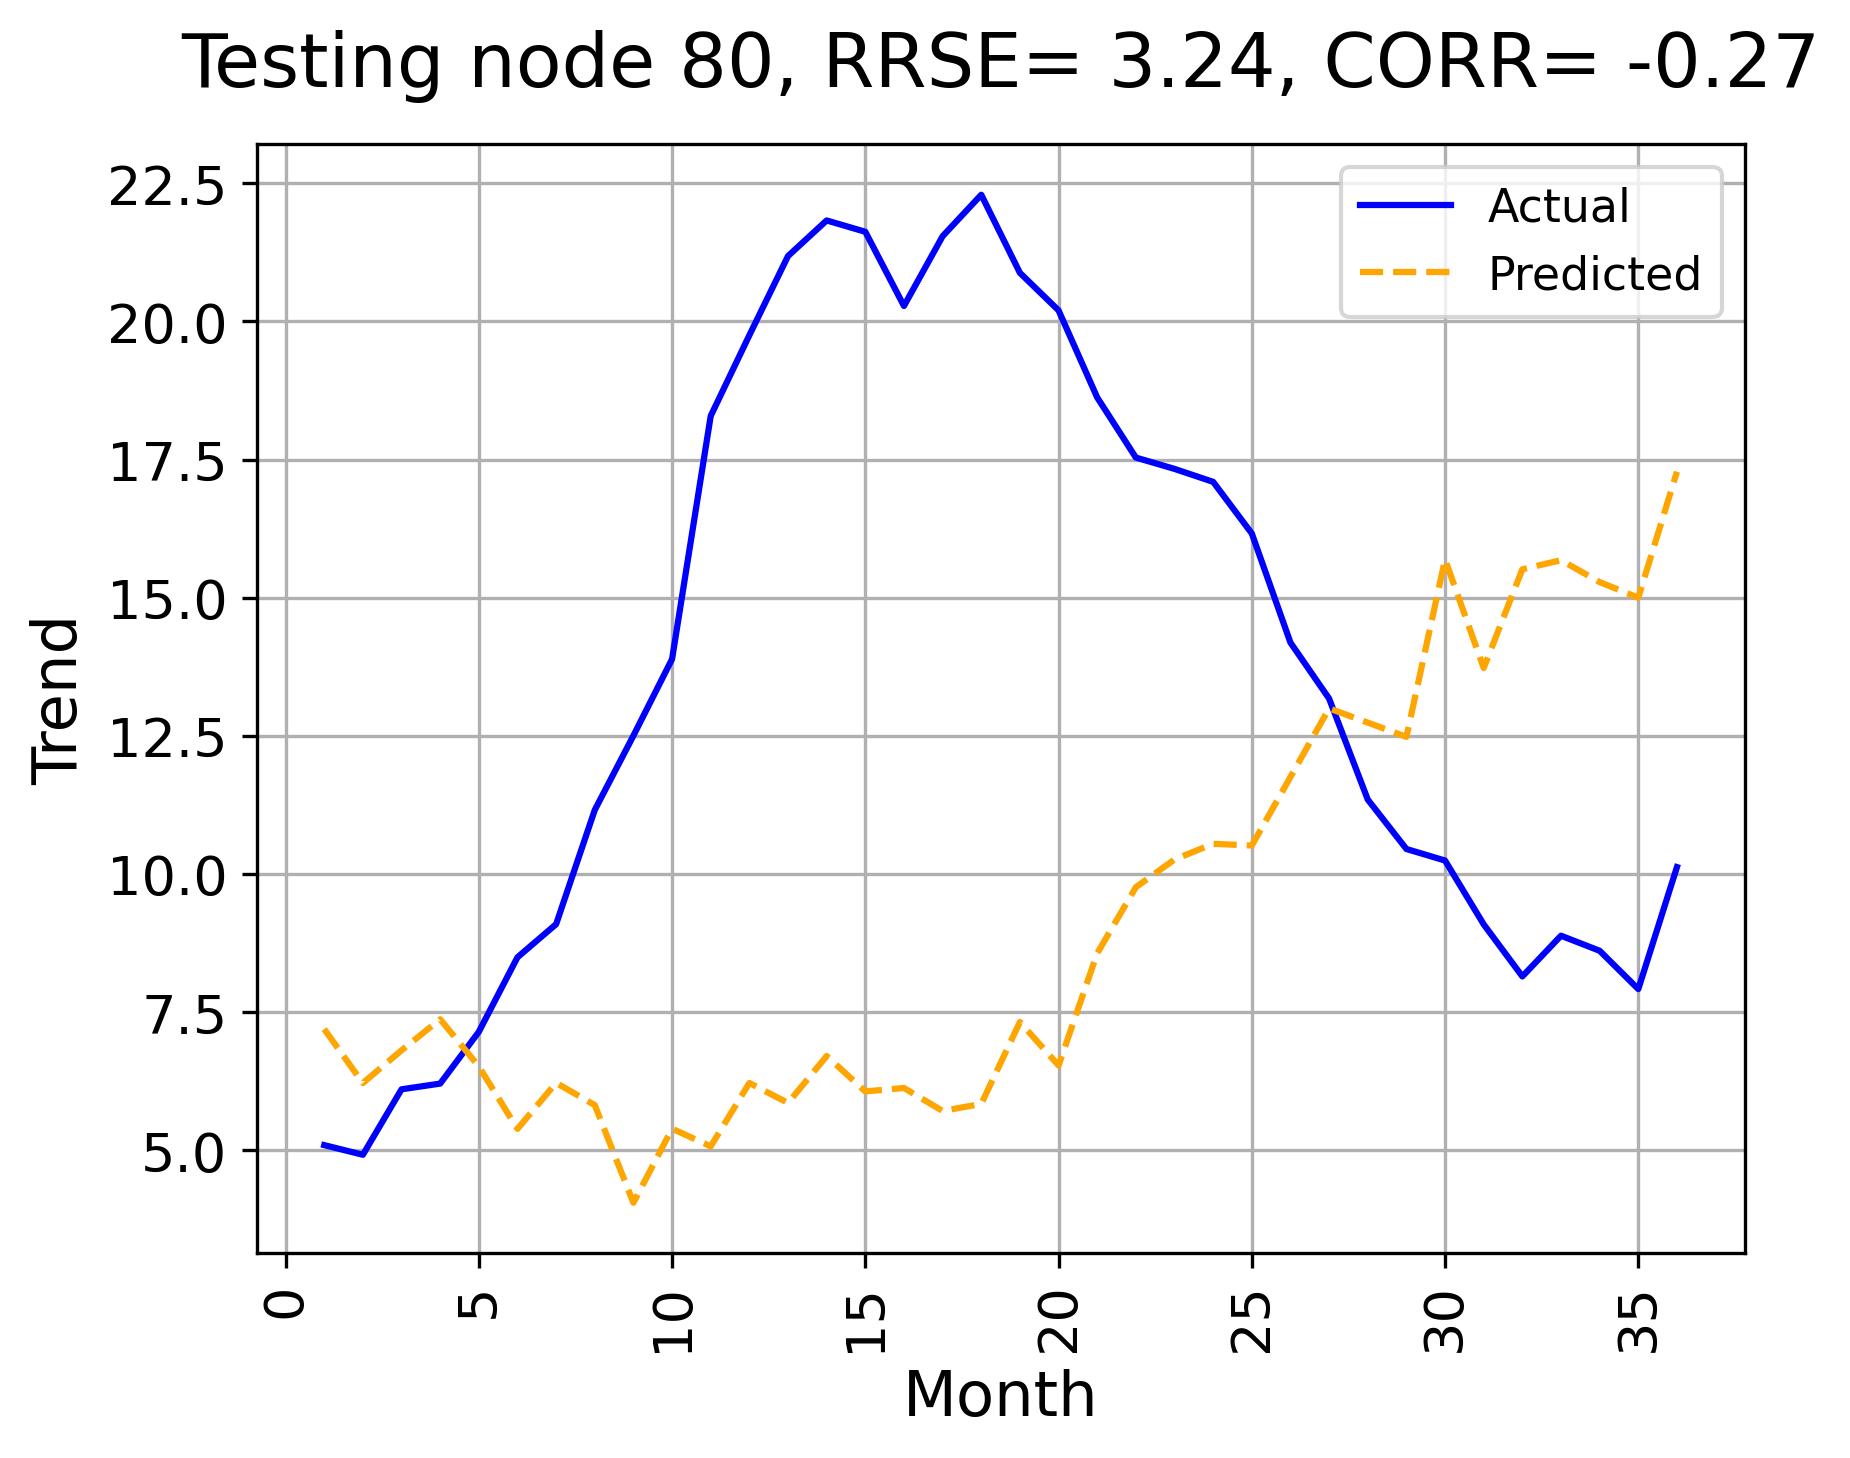 Testing node 80, RRSE= 3.24, CORR= -0.27
Actual
Predicted
22.5
20.0
17.5
15.0
12.5
10.0
7.5
5.0
Trend
0 5 10 15 20 25 30 35
Month